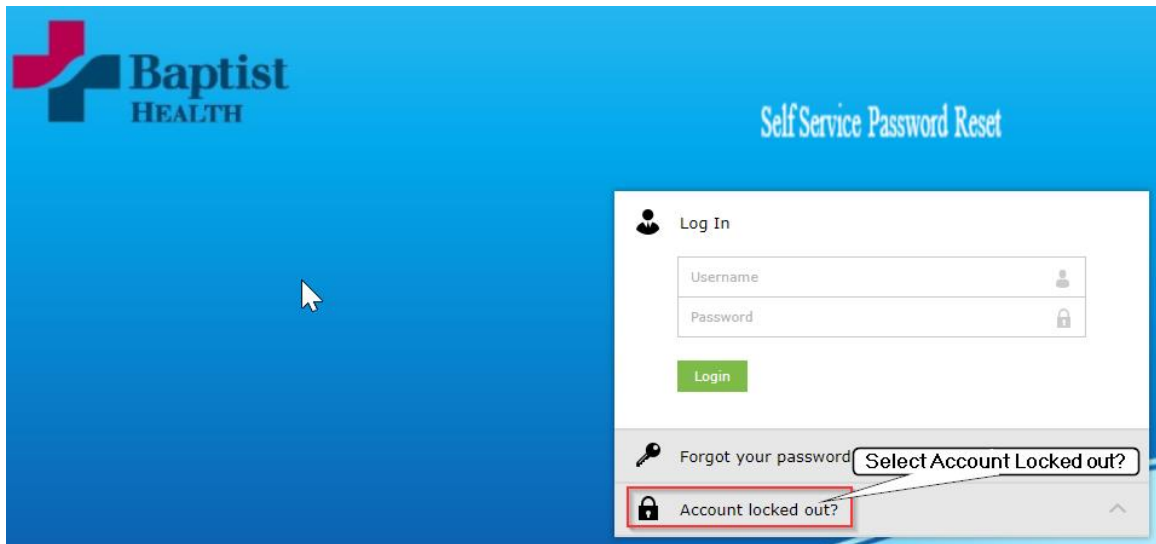 Baptist
HEALTH
Self Service Password Reset
Log In
Username
Password
Login
Forgot your password
Select Account Locked out?
Account locked out?